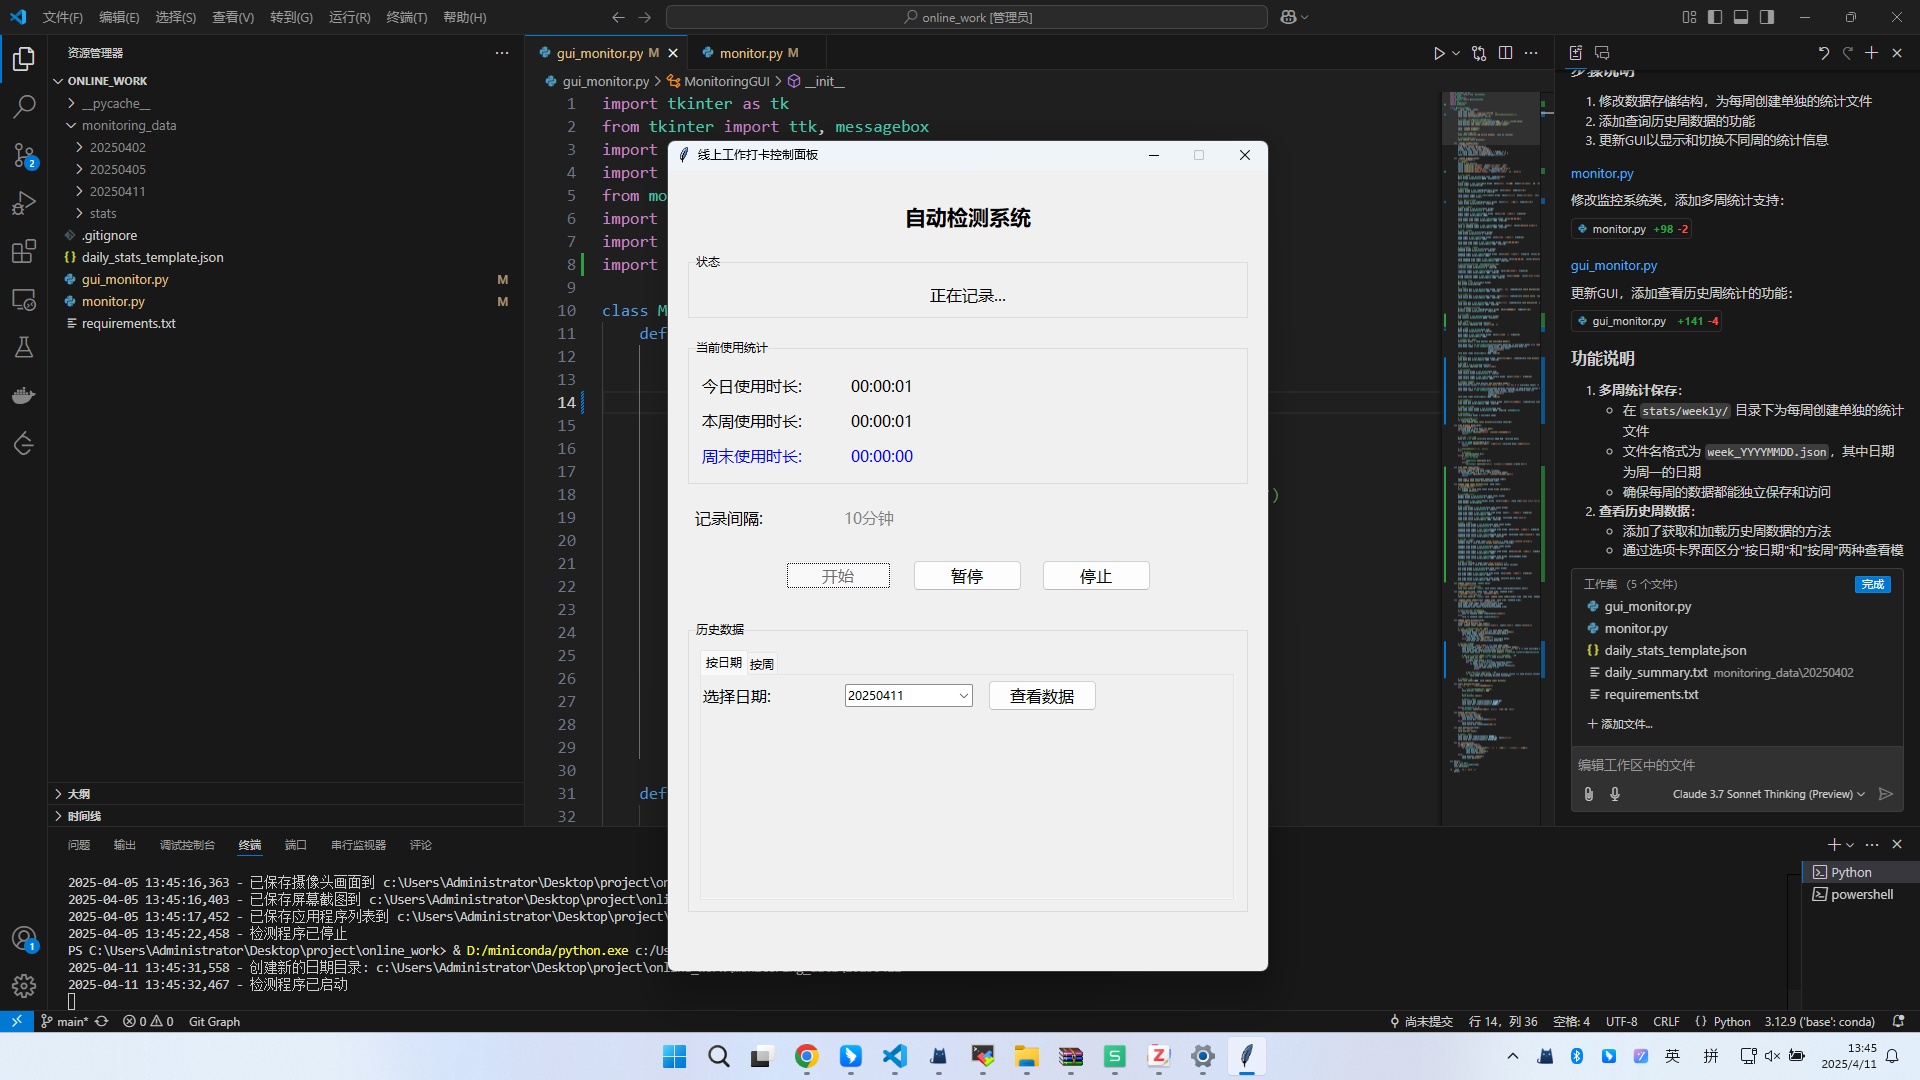 文件(F) 编辑(E) 选择(S) 查看(V) 转到(G) 运行(R) 终端(T) 帮助(H)
online_work [管理员]
资源管理器
ONLINE_WORK
__pycache__
monitoring_data
20250402
20250405
20250411
stats
.gitignore
daily_stats_template.json
gui_monitor.py M
monitor.py M
requirements.txt
大纲
时间线
2
1
gui_monitor.py M
monitor.py M
gui_monitor.py > MonitoringGUI > __init__
1 import tkinter as tk
2 from tkinter import ttk, messagebox
3 import
4 import
5 from mo
6 import
7 import
8 import
9
10 class M
11 def
12
13
14
15
16
17
18 )
19
20
21
22
23
24
25
26
27
28
29
30
31 def
32
线上工作打卡控制面板
自动检测系统
状态
正在记录...
当前使用统计
今日使用时长: 00:00:01
本周使用时长: 00:00:01
周末使用时长: 00:00:00
记录间隔: 10分钟
开始 暂停 停止
历史数据
按日期 按周
选择日期: 20250411 查看数据
步骤说明
1. 修改数据存储结构，为每周创建单独的统计文件
2. 添加查询历史周数据的功能
3. 更新GUI以显示和切换不同周的统计信息
monitor.py
修改监控系统类，添加多周统计支持：
monitor.py +98 -2
gui_monitor.py
更新GUI，添加查看历史周统计的功能：
gui_monitor.py +141 -4
功能说明
1. 多周统计保存：
在 stats/weekly/ 目录下为每周创建单独的统计
文件
文件名格式为 week_YYYYMMDD.json，其中日期
为周一的日期
确保每周的数据都能独立保存和访问
2. 查看历史周数据：
添加了获取和加载历史周数据的方法
通过选项卡界面区分"按日期"和"按周"两种查看模
工作集 (5 个文件) 完成
gui_monitor.py
monitor.py
daily_stats_template.json
daily_summary.txt monitoring_data\20250402
requirements.txt
添加文件...
编辑工作区中的文件
Claude 3.7 Sonnet Thinking (Preview)
问题 输出 调试控制台 终端 端口 串行监视器 评论
2025-04-05 13:45:16,363 - 已保存摄像头画面到 c:\Users\Administrator\Desktop\project\on
2025-04-05 13:45:16,403 - 已保存屏幕截图到 c:\Users\Administrator\Desktop\project\onli
2025-04-05 13:45:17,452 - 已保存应用程序列表到 c:\Users\Administrator\Desktop\project\
2025-04-05 13:45:22,458 - 检测程序已停止
PS C:\Users\Administrator\Desktop\project\online_work> & D:/miniconda/python.exe c:/Us
2025-04-11 13:45:31,558 - 创建新的日期目录: c:\Users\Administrator\Desktop\project\on
2025-04-11 13:45:32,467 - 检测程序已启动
Python
powershell
main* 0 0 Git Graph
尚未提交 行 14，列 36 空格: 4 UTF-8 CRLF Python 3.12.9 ('base': conda)
英 拼
13:45
2025/4/11